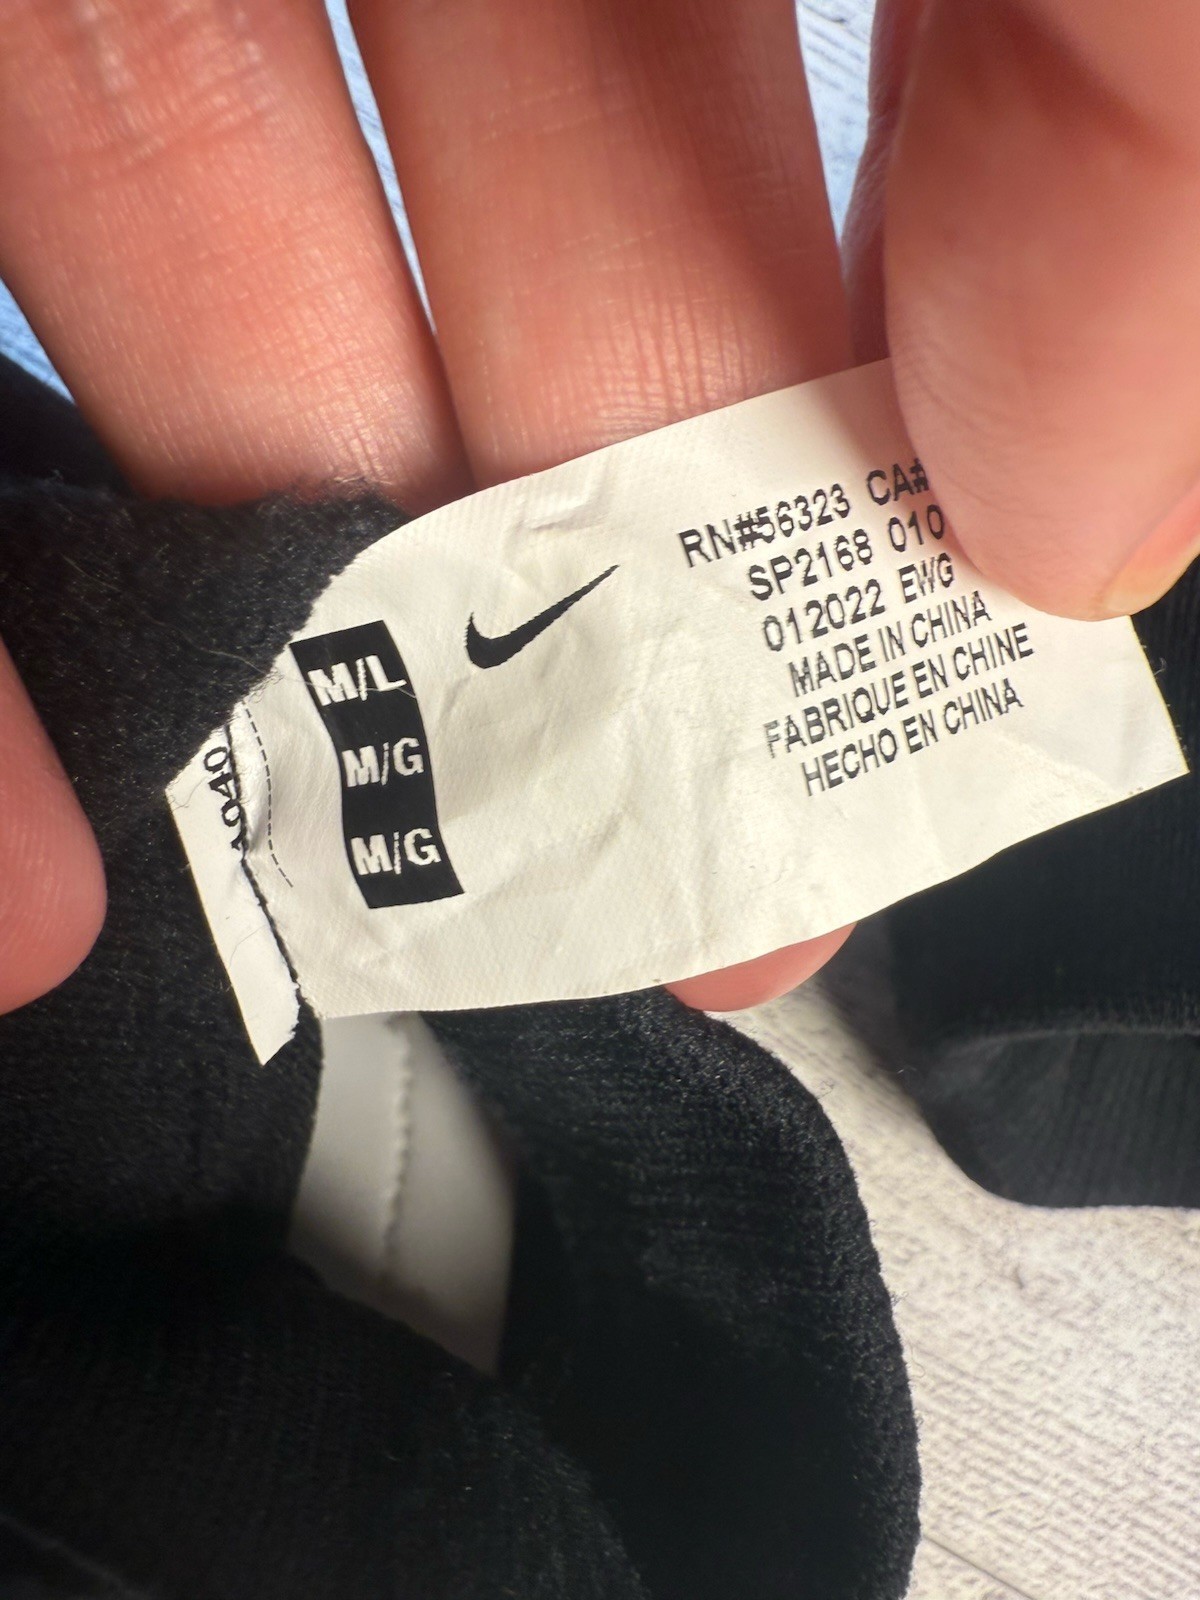 M/L
M/G
M/G
RN#56323 CA#
SP2168 010
012022 EWG
MADE IN CHINA
FABRIQUE EN CHINE
HECHO EN CHINA